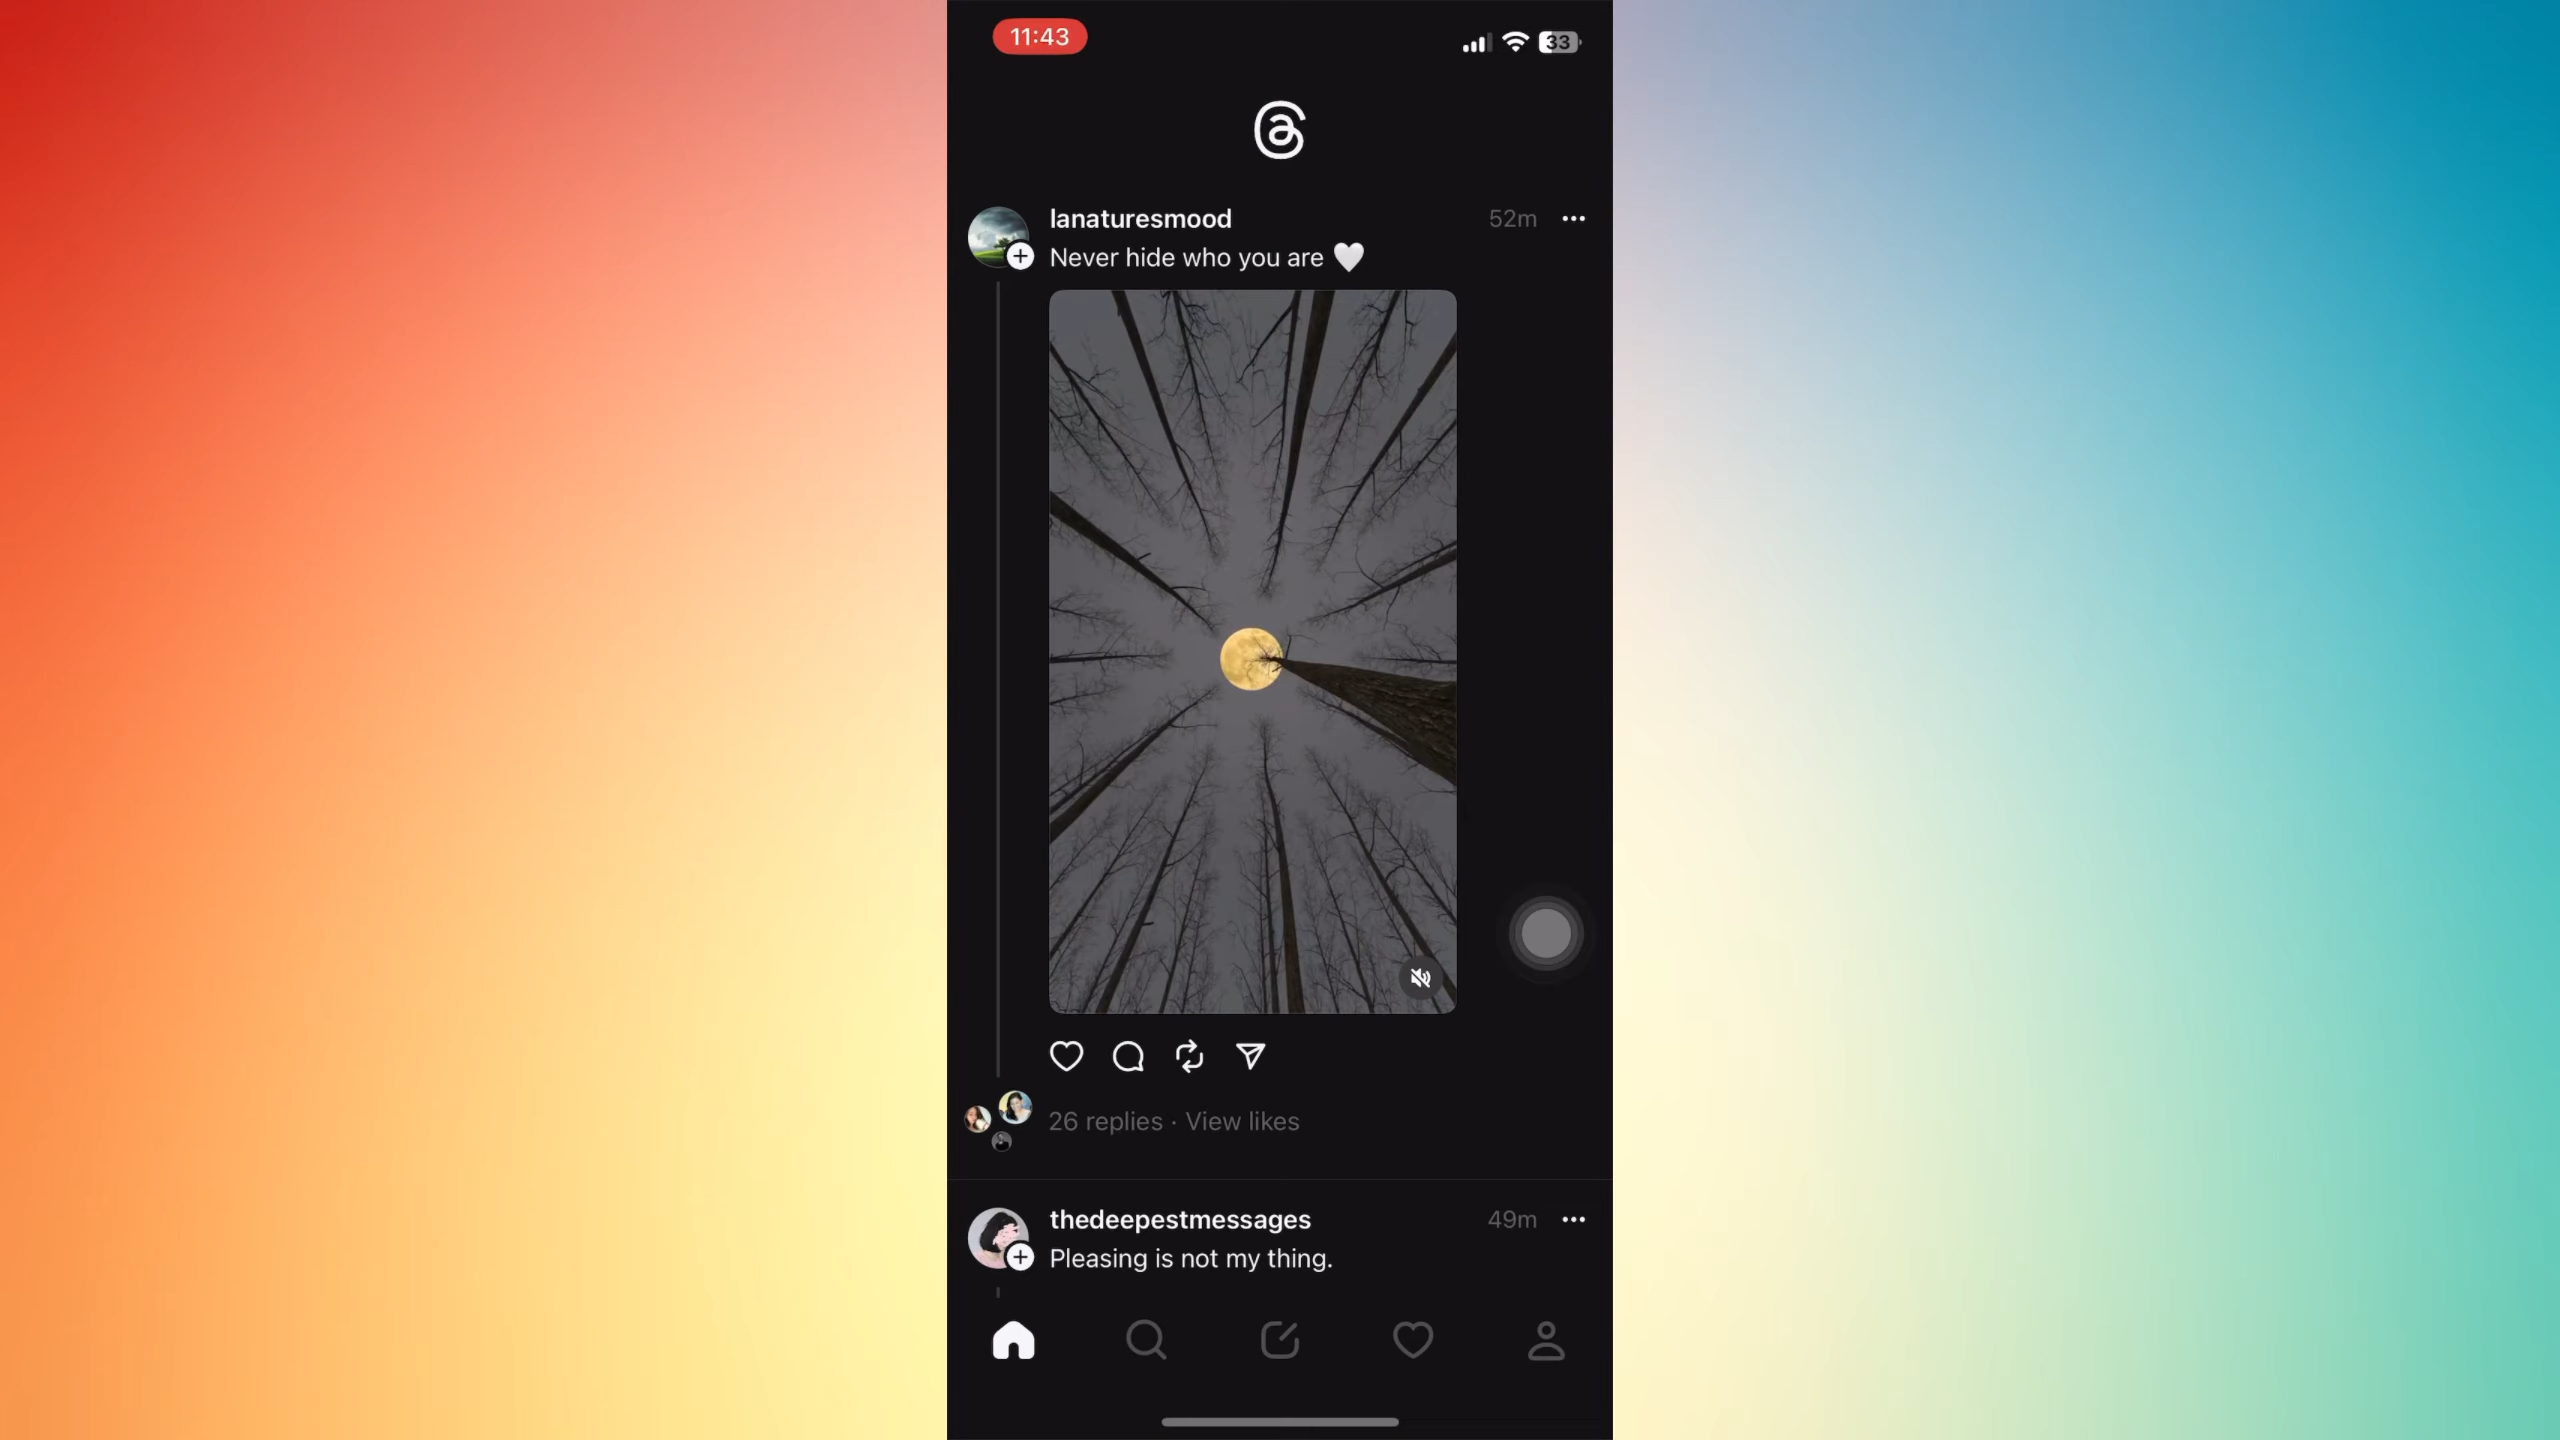 11:43
33
lanaturesmood 52m
Never hide who you are 🤍
26 replies · View likes
thedeepestmessages 49m
Pleasing is not my thing.